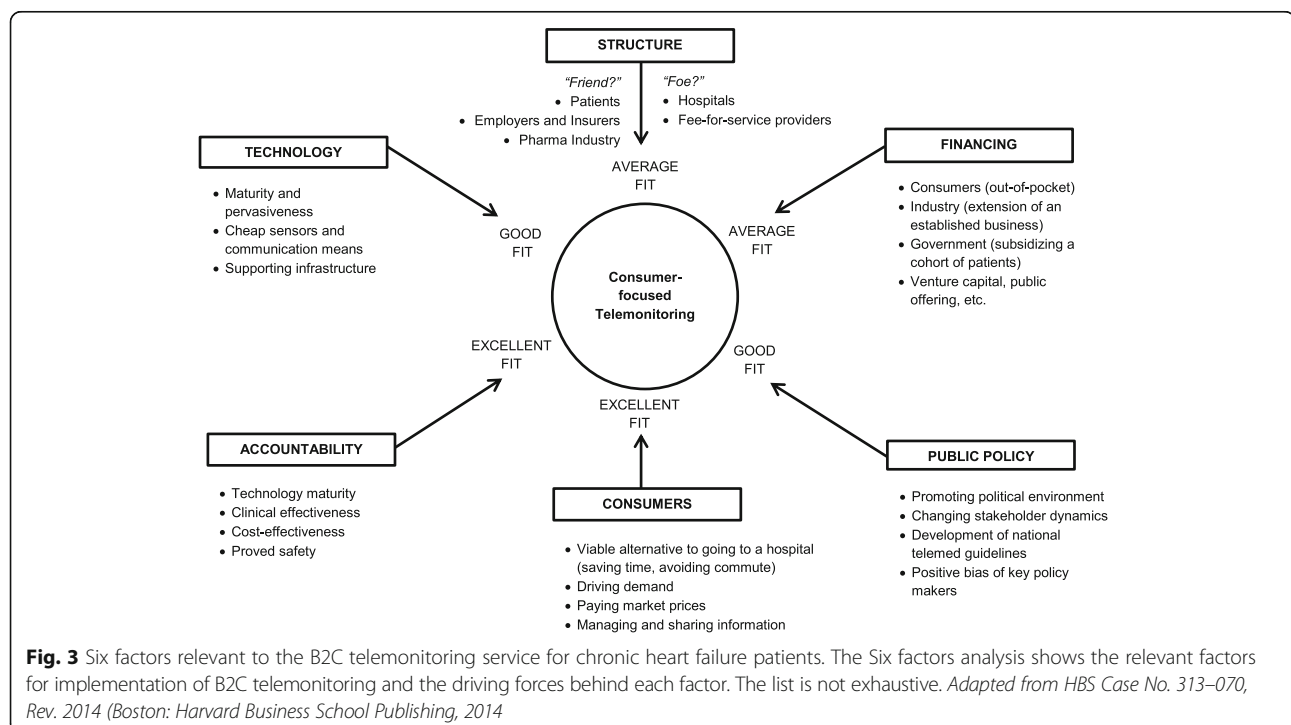 STRUCTURE
"Friend?"
• Patients
• Employers and Insurers
• Pharma Industry
"Foe?"
• Hospitals
• Fee-for-service providers
AVERAGE
FIT
TECHNOLOGY
• Maturity and
pervasiveness
• Cheap sensors and
communication means
• Supporting infrastructure
GOOD
FIT
FINANCING
• Consumers (out-of-pocket)
• Industry (extension of an
established business)
• Government (subsidizing a
cohort of patients)
• Venture capital, public
offering, etc.
AVERAGE
FIT
Consumer-
focused
Telemonitoring
EXCELLENT
FIT
ACCOUNTABILITY
• Technology maturity
• Clinical effectiveness
• Cost-effectiveness
• Proved safety
EXCELLENT
FIT
CONSUMERS
• Viable alternative to going to a hospital
(saving time, avoiding commute)
• Driving demand
• Paying market prices
• Managing and sharing information
GOOD
FIT
PUBLIC POLICY
• Promoting political environment
• Changing stakeholder dynamics
• Development of national
telemed guidelines
• Positive bias of key policy
makers
Fig. 3 Six factors relevant to the B2C telemonitoring service for chronic heart failure patients. The Six factors analysis shows the relevant factors
for implementation of B2C telemonitoring and the driving forces behind each factor. The list is not exhaustive. Adapted from HBS Case No. 313–070,
Rev. 2014 (Boston: Harvard Business School Publishing, 2014